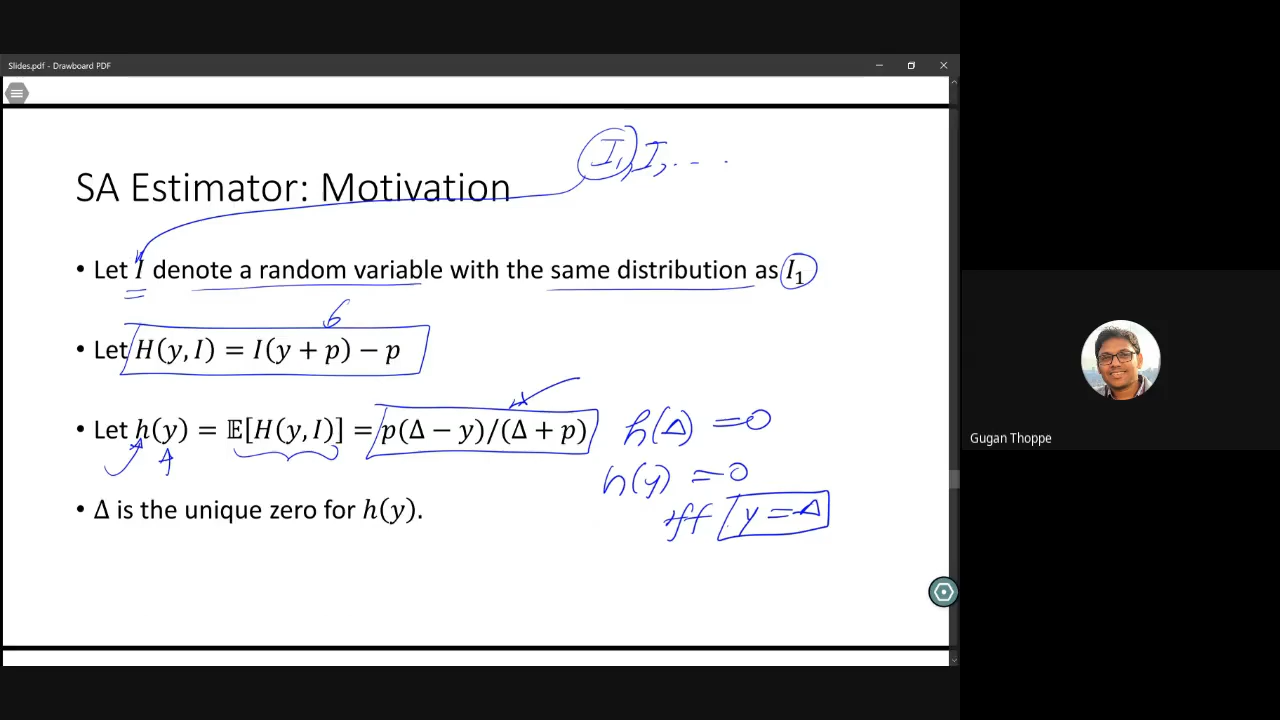 Slides.pdf - Drawboard PDF
I₁, I, - - -
SA Estimator: Motivation
• Let I denote a random variable with the same distribution as I₁
• Let H(y, I) = I(y + p) − p
• Let h(y) = 𝔼[H(y, I)] = p(Δ − y)/(Δ + p)
h(Δ) = 0
h(y) = 0
iff y = Δ
• Δ is the unique zero for h(y).
Gugan Thoppe